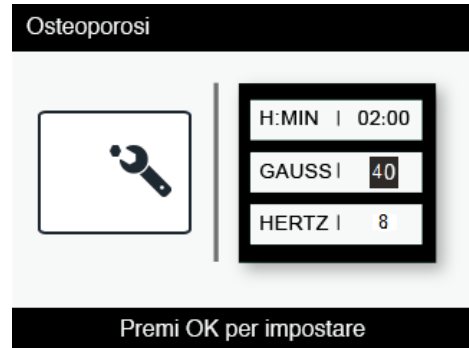 Osteoporosi
H:MIN | 02:00
GAUSS | 40
HERTZ | 8
Premi OK per impostare